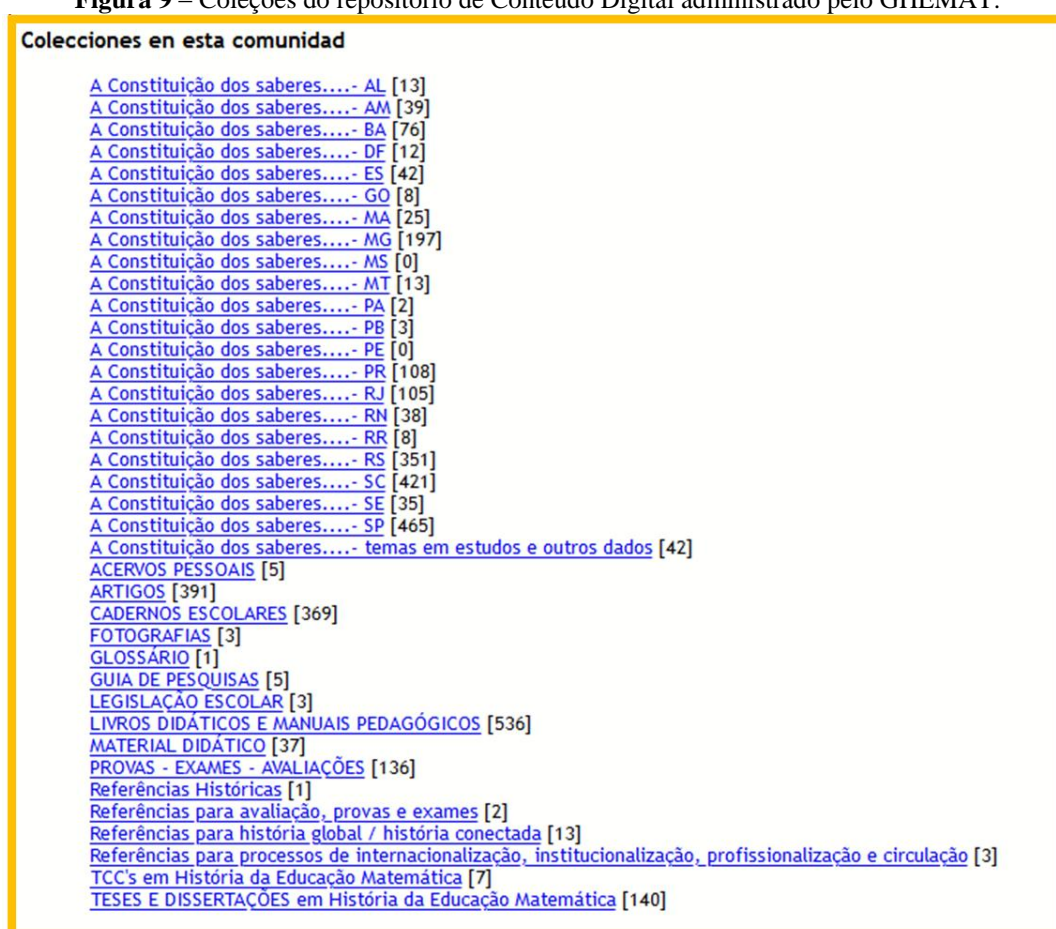 Figura 9 – Coleções do repositório de Conteúdo Digital administrado pelo GHEMAT.
Colecciones en esta comunidad
A Constituição dos saberes....- AL [13]
A Constituição dos saberes....- AM [39]
A Constituição dos saberes....- BA [76]
A Constituição dos saberes....- DF [12]
A Constituição dos saberes....- ES [42]
A Constituição dos saberes....- GO [8]
A Constituição dos saberes....- MA [25]
A Constituição dos saberes....- MG [197]
A Constituição dos saberes....- MS [0]
A Constituição dos saberes....- MT [13]
A Constituição dos saberes....- PA [2]
A Constituição dos saberes....- PB [3]
A Constituição dos saberes....- PE [0]
A Constituição dos saberes....- PR [108]
A Constituição dos saberes....- RJ [105]
A Constituição dos saberes....- RN [38]
A Constituição dos saberes....- RR [8]
A Constituição dos saberes....- RS [351]
A Constituição dos saberes....- SC [421]
A Constituição dos saberes....- SE [35]
A Constituição dos saberes....- SP [465]
A Constituição dos saberes....- temas em estudos e outros dados [42]
ACERVOS PESSOAIS [5]
ARTIGOS [391]
CADERNOS ESCOLARES [369]
FOTOGRAFIAS [3]
GLOSSÁRIO [1]
GUIA DE PESQUISAS [5]
LEGISLAÇÃO ESCOLAR [3]
LIVROS DIDÁTICOS E MANUAIS PEDAGÓGICOS [536]
MATERIAL DIDÁTICO [37]
PROVAS - EXAMES - AVALIAÇÕES [136]
Referências Históricas [1]
Referências para avaliação, provas e exames [2]
Referências para história global / história conectada [13]
Referências para processos de internacionalização, institucionalização, profissionalização e circulação [3]
TCC's em História da Educação Matemática [7]
TESES E DISSERTAÇÕES em História da Educação Matemática [140]